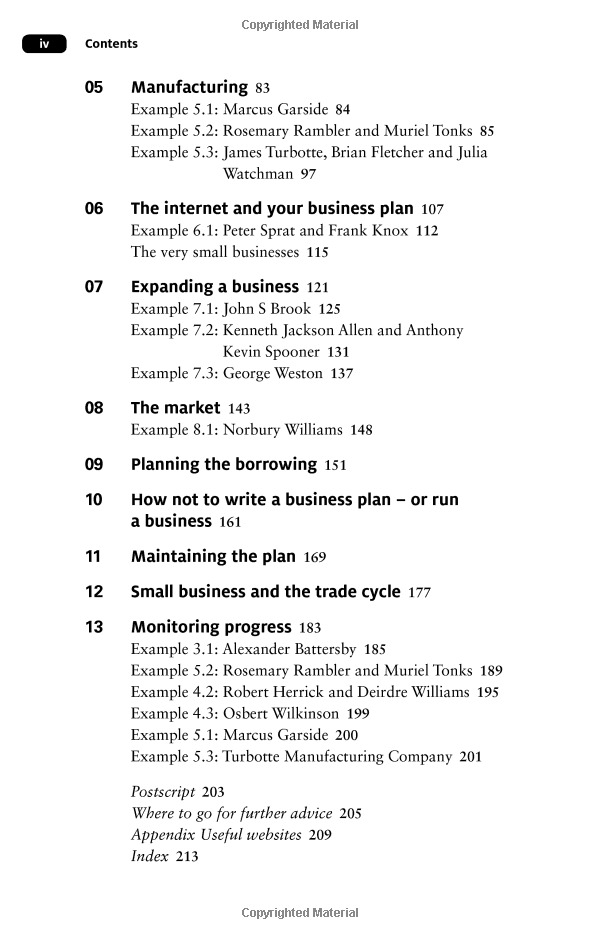 Copyrighted Material
iv Contents
05 Manufacturing 83
Example 5.1: Marcus Garside 84
Example 5.2: Rosemary Rambler and Muriel Tonks 85
Example 5.3: James Turbotte, Brian Fletcher and Julia
Watchman 97
06 The internet and your business plan 107
Example 6.1: Peter Sprat and Frank Knox 112
The very small businesses 115
07 Expanding a business 121
Example 7.1: John S Brook 125
Example 7.2: Kenneth Jackson Allen and Anthony
Kevin Spooner 131
Example 7.3: George Weston 137
08 The market 143
Example 8.1: Norbury Williams 148
09 Planning the borrowing 151
10 How not to write a business plan – or run
a business 161
11 Maintaining the plan 169
12 Small business and the trade cycle 177
13 Monitoring progress 183
Example 3.1: Alexander Battersby 185
Example 5.2: Rosemary Rambler and Muriel Tonks 189
Example 4.2: Robert Herrick and Deirdre Williams 195
Example 4.3: Osbert Wilkinson 199
Example 5.1: Marcus Garside 200
Example 5.3: Turbotte Manufacturing Company 201
Postscript 203
Where to go for further advice 205
Appendix Useful websites 209
Index 213
Copyrighted Material